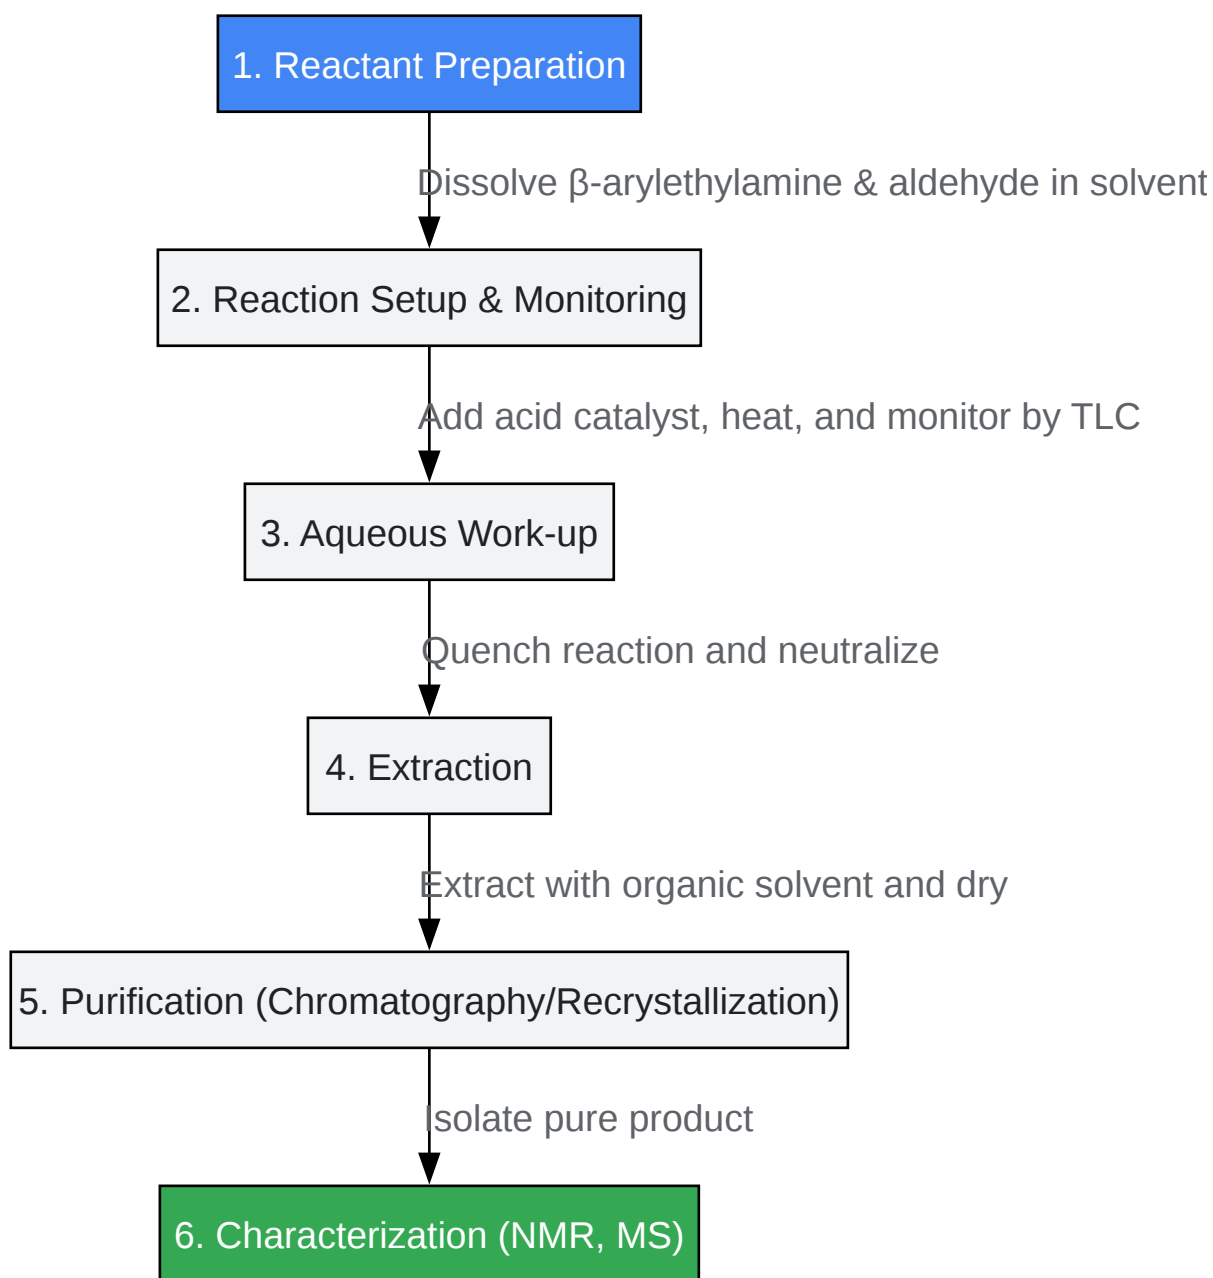 1. Reactant Preparation
Dissolve β-arylethylamine & aldehyde in solvent
2. Reaction Setup & Monitoring
Add acid catalyst, heat, and monitor by TLC
3. Aqueous Work-up
Quench reaction and neutralize
4. Extraction
Extract with organic solvent and dry
5. Purification (Chromatography/Recrystallization)
Isolate pure product
6. Characterization (NMR, MS)